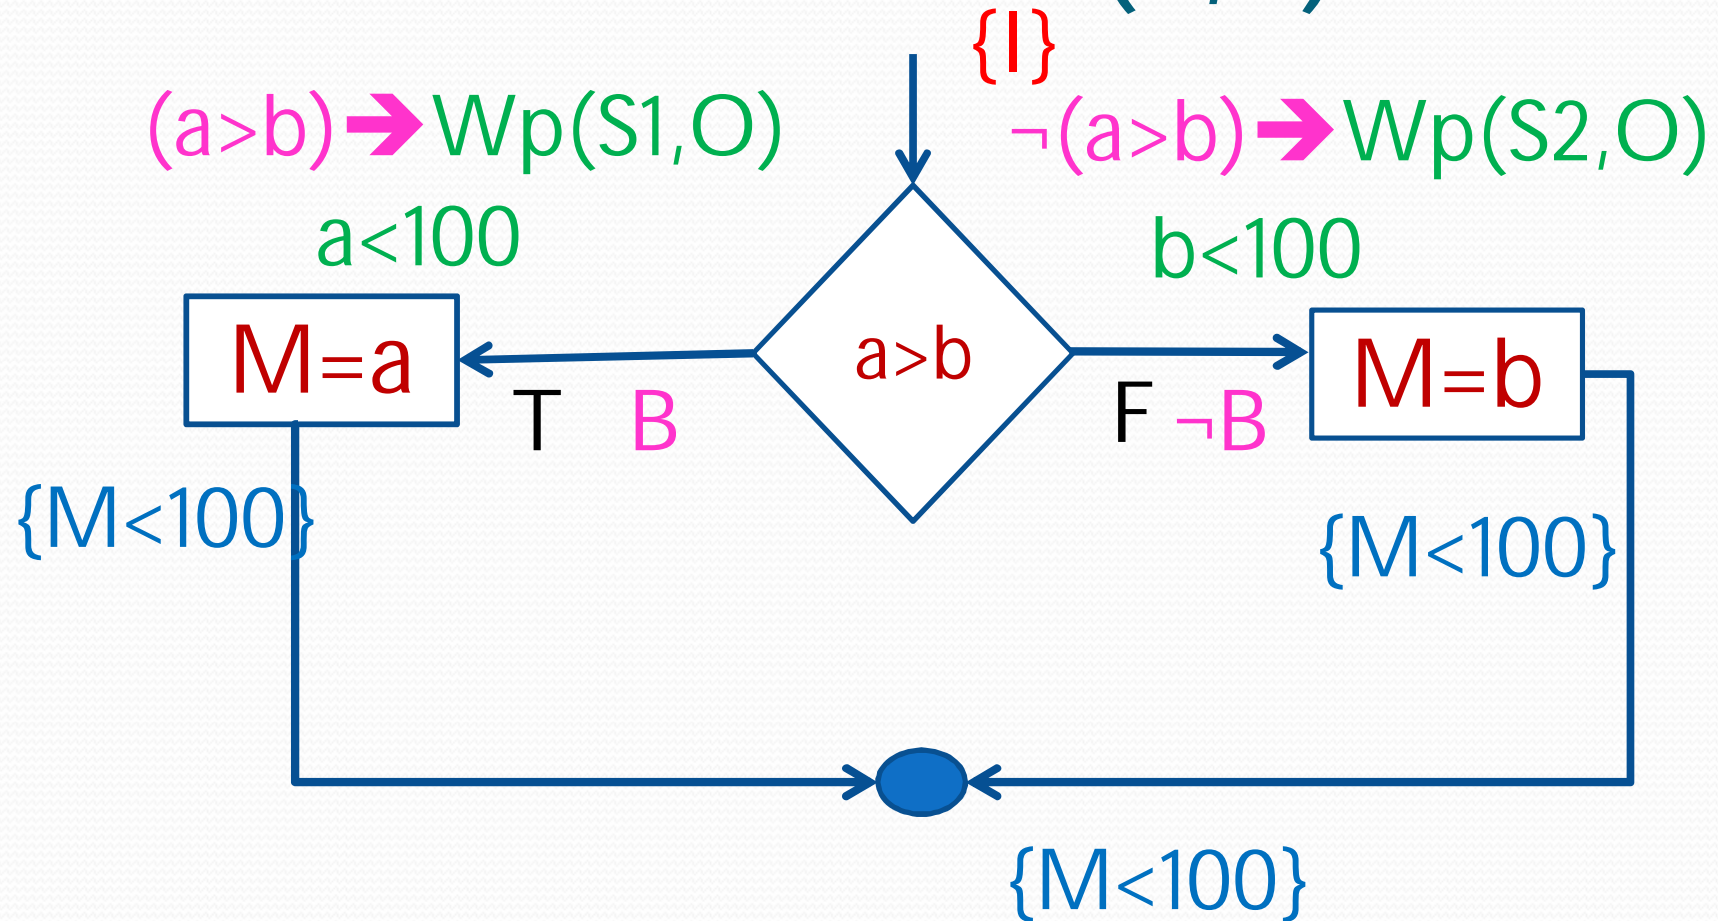 {I}
(a>b)➔Wp(S1,O)
¬(a>b)➔Wp(S2,O)
a<100
b<100
M=a
a>b
M=b
T B
F ¬B
{M<100}
{M<100}
{M<100}